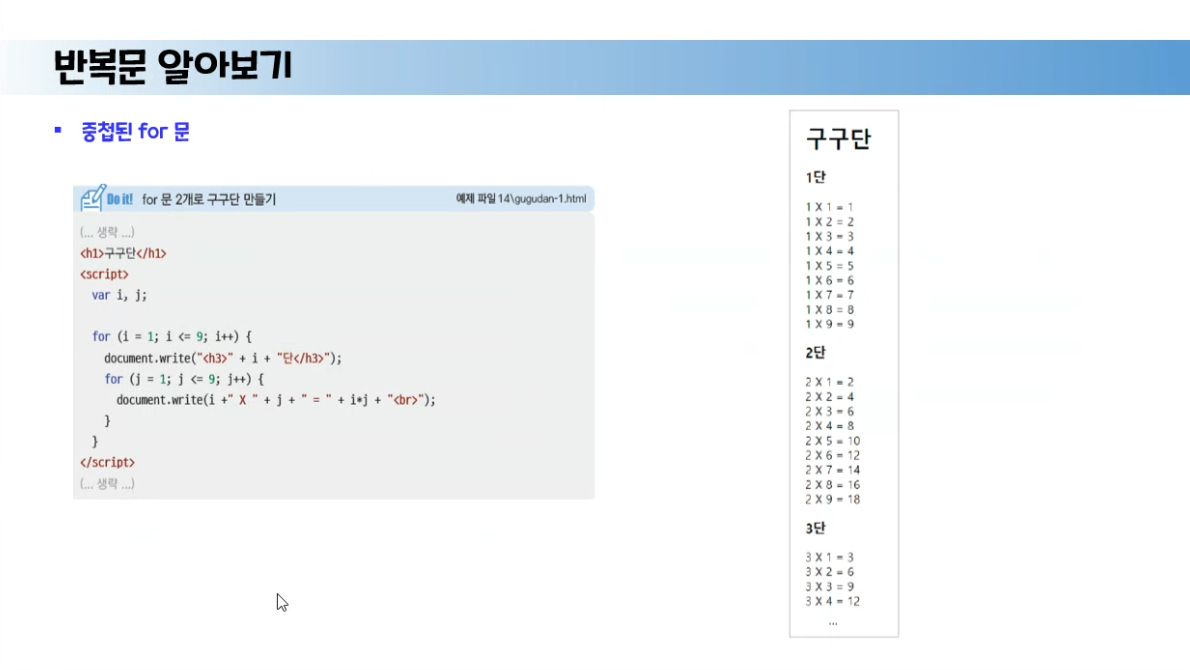 반복문 알아보기
▪ 중첩된 for 문
Do it! for 문 2개로 구구단 만들기 예제 파일 14\gugudan-1.html
(... 생략 ...)
<h1>구구단</h1>
<script>
var i, j;
for (i = 1; i <= 9; i++) {
document.write("<h3>" + i + "단</h3>");
for (j = 1; j <= 9; j++) {
document.write(i +" X " + j + " = " + i*j + "<br>");
}
}
</script>
(... 생략 ...)
구구단
1단
1 X 1 = 1
1 X 2 = 2
1 X 3 = 3
1 X 4 = 4
1 X 5 = 5
1 X 6 = 6
1 X 7 = 7
1 X 8 = 8
1 X 9 = 9
2단
2 X 1 = 2
2 X 2 = 4
2 X 3 = 6
2 X 4 = 8
2 X 5 = 10
2 X 6 = 12
2 X 7 = 14
2 X 8 = 16
2 X 9 = 18
3단
3 X 1 = 3
3 X 2 = 6
3 X 3 = 9
3 X 4 = 12
...